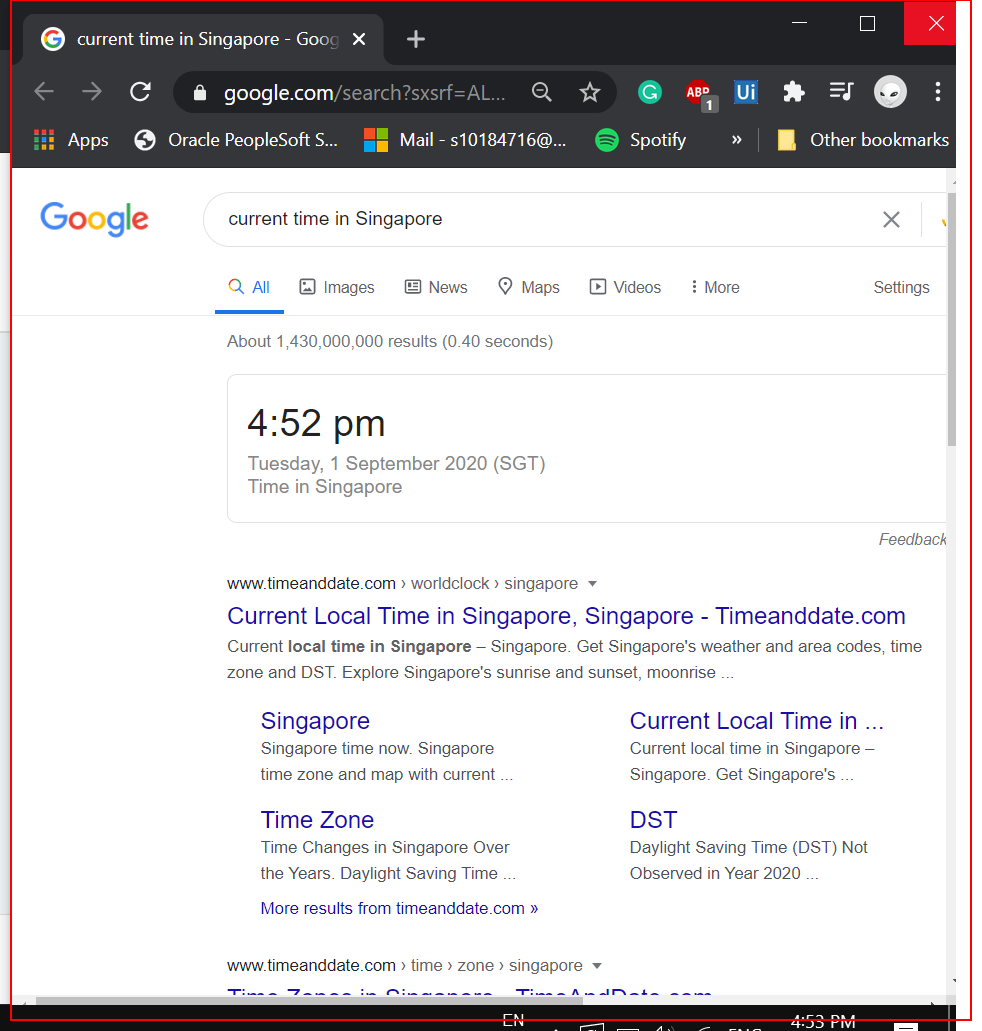 current time in Singapore - Goog
google.com/search?sxsrf=AL...
G
ABP
1
Ui
Apps
Oracle PeopleSoft S...
Mail - s10184716@...
Spotify
»
Other bookmarks
Google
current time in Singapore
All
Images
News
Maps
Videos
More
Settings
About 1,430,000,000 results (0.40 seconds)
4:52 pm
Tuesday, 1 September 2020 (SGT)
Time in Singapore
Feedback
www.timeanddate.com › worldclock › singapore
Current Local Time in Singapore, Singapore - Timeanddate.com
Current local time in Singapore – Singapore. Get Singapore's weather and area codes, time
zone and DST. Explore Singapore's sunrise and sunset, moonrise ...
Singapore
Singapore time now. Singapore
time zone and map with current ...
Current Local Time in ...
Current local time in Singapore –
Singapore. Get Singapore's ...
Time Zone
Time Changes in Singapore Over
the Years. Daylight Saving Time ...
DST
Daylight Saving Time (DST) Not
Observed in Year 2020 ...
More results from timeanddate.com »
www.timeanddate.com › time › zone › singapore
Time Zones in Singapore - TimeAndDate.com
EN
ENG
4:53 PM